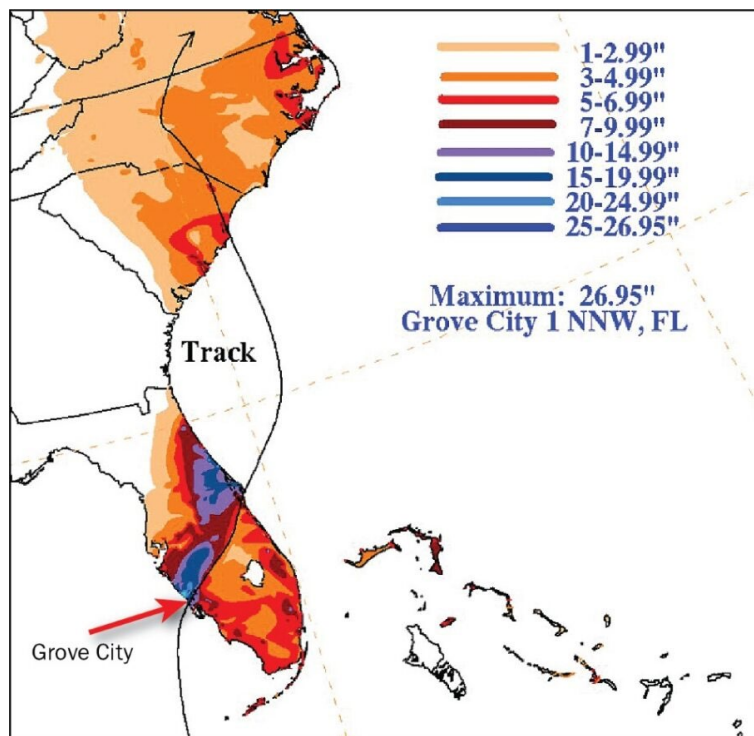 1-2.99"
3-4.99"
5-6.99"
7-9.99"
10-14.99"
15-19.99"
20-24.99"
25-26.95"
Maximum: 26.95"
Grove City 1 NNW, FL
Track
Grove City